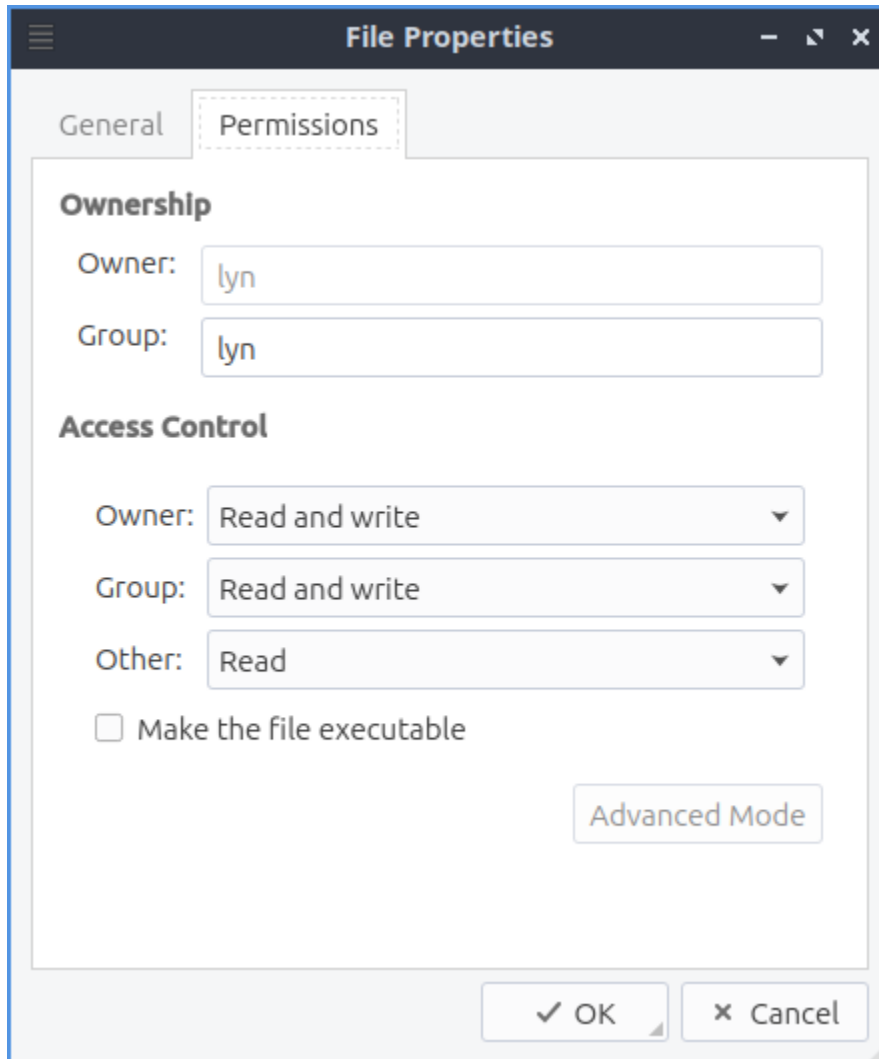 File Properties
General Permissions
Ownership
Owner: lyn
Group: lyn
Access Control
Owner: Read and write
Group: Read and write
Other: Read
Make the file executable
Advanced Mode
OK Cancel